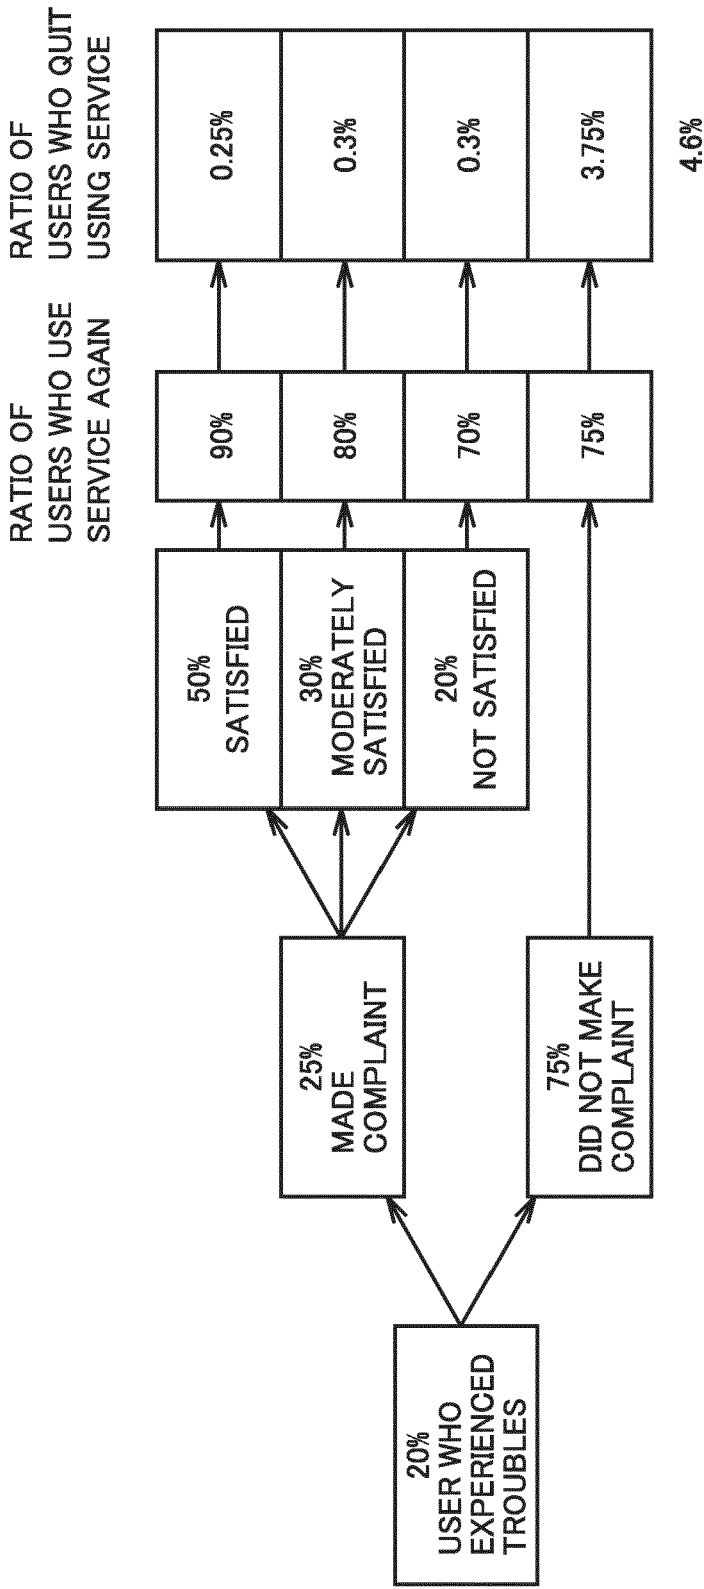 RATIO OF
USERS WHO USE
SERVICE AGAIN
RATIO OF
USERS WHO QUIT
USING SERVICE
20%
USER WHO
EXPERIENCED
TROUBLES
25%
MADE
COMPLAINT
75%
DID NOT MAKE
COMPLAINT
50%
SATISFIED
30%
MODERATELY
SATISFIED
20%
NOT SATISFIED
90%
80%
70%
75%
0.25%
0.3%
0.3%
3.75%
4.6%